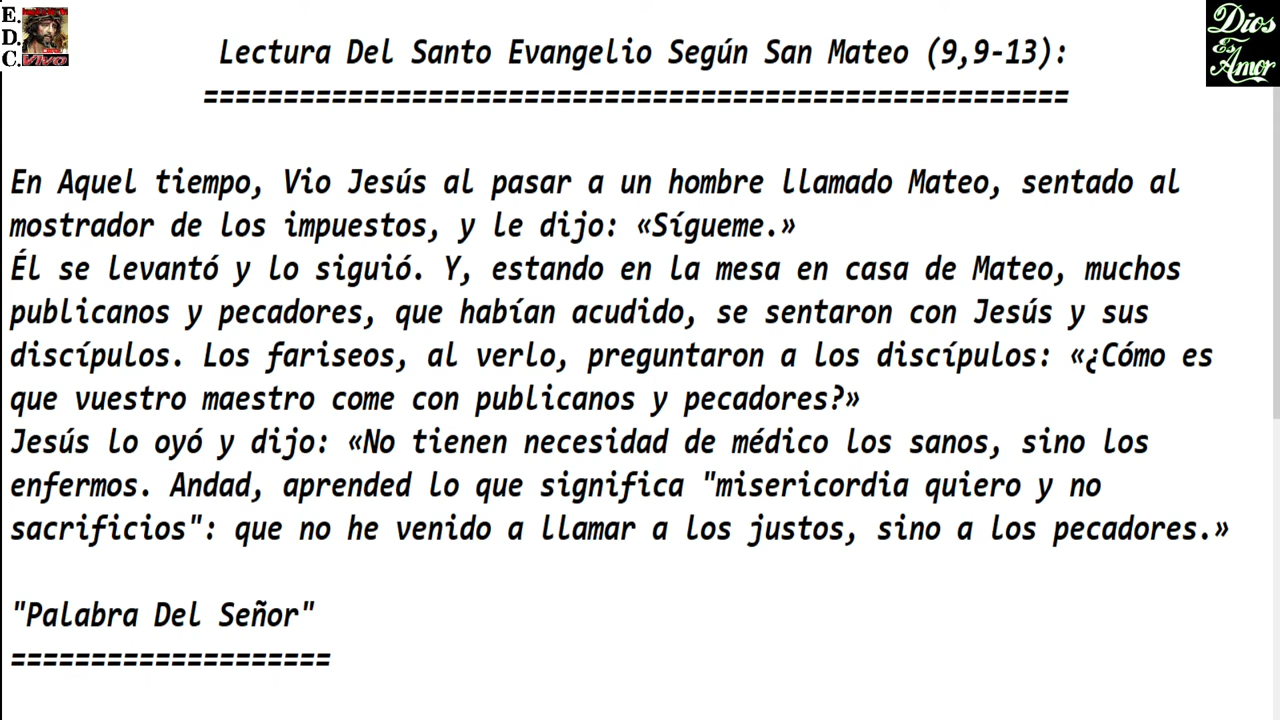 E.
D.
C.
VIVO
Dios
Es
Amor
Lectura Del Santo Evangelio Según San Mateo (9,9-13):
======================================================
En Aquel tiempo, Vio Jesús al pasar a un hombre llamado Mateo, sentado al
mostrador de los impuestos, y le dijo: «Sígueme.»
Él se levantó y lo siguió. Y, estando en la mesa en casa de Mateo, muchos
publicanos y pecadores, que habían acudido, se sentaron con Jesús y sus
discípulos. Los fariseos, al verlo, preguntaron a los discípulos: «¿Cómo es
que vuestro maestro come con publicanos y pecadores?»
Jesús lo oyó y dijo: «No tienen necesidad de médico los sanos, sino los
enfermos. Andad, aprended lo que significa "misericordia quiero y no
sacrificios": que no he venido a llamar a los justos, sino a los pecadores.»
"Palabra Del Señor"
====================